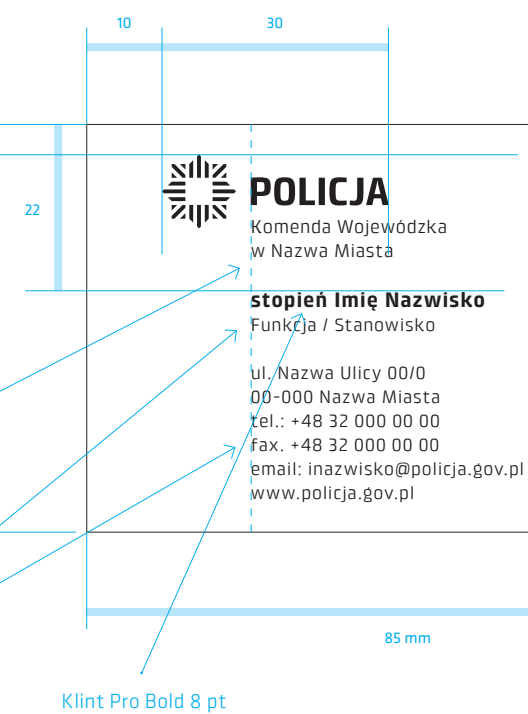 10
30
22
POLICJA
Komenda Wojewódzka
w Nazwa Miasta
stopień Imię Nazwisko
Funkcja / Stanowisko
ul. Nazwa Ulicy 00/0
00-000 Nazwa Miasta
tel.: +48 32 000 00 00
fax. +48 32 000 00 00
email: inazwisko@policja.gov.pl
www.policja.gov.pl
85 mm
Klint Pro Bold 8 pt